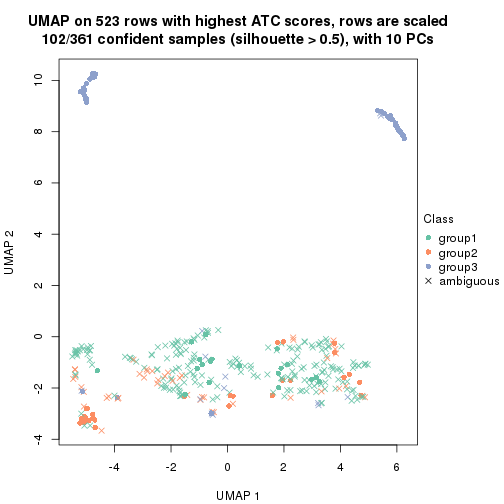 UMAP on 523 rows with highest ATC scores, rows are scaled
102/361 confident samples (silhouette > 0.5), with 10 PCs
10
8
6
4
2
0
-2
-4
UMAP 2
-4
-2
0
2
4
6
UMAP 1
Class
group1
group2
group3
ambiguous